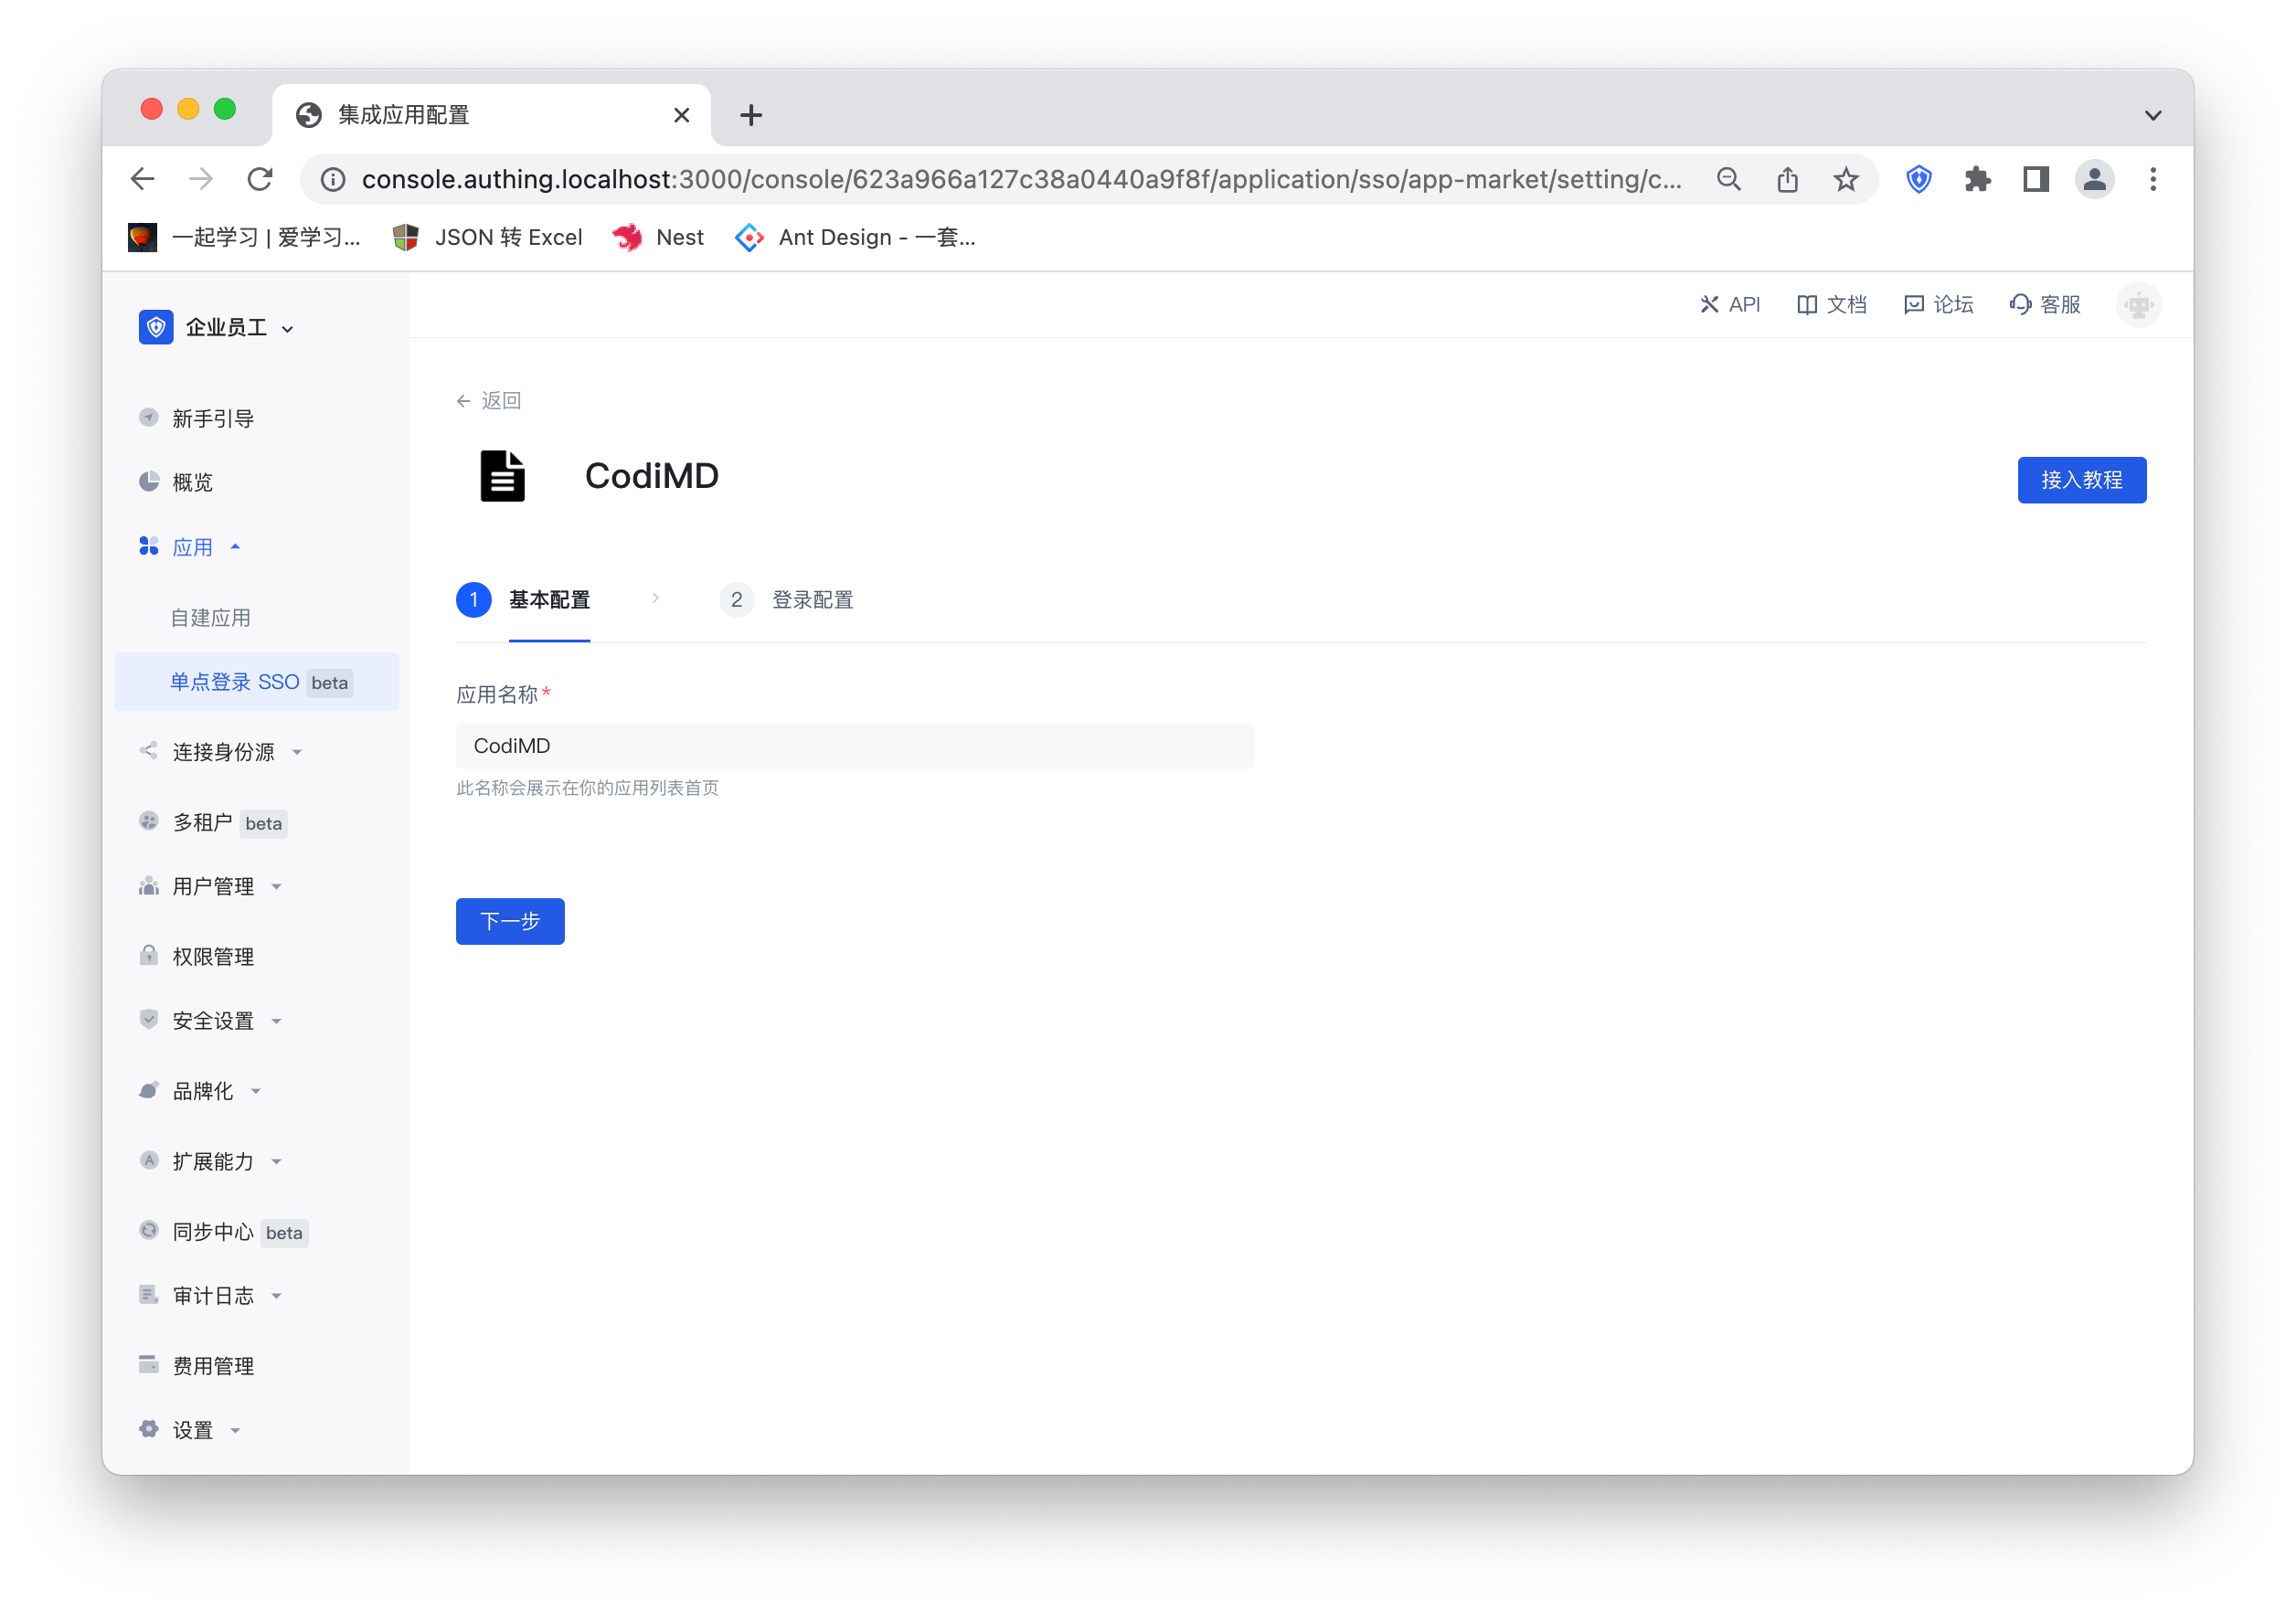 集成应用配置
console.authing.localhost:3000/console/623a966a127c38a0440a9f8f/application/sso/app-market/setting/c...
一起学习 | 爱学习...
JSON 转 Excel
Nest
Ant Design - 一套...
企业员工
API
文档
论坛
客服
新手引导
概览
应用
自建应用
单点登录 SSO beta
连接身份源
多租户 beta
用户管理
权限管理
安全设置
品牌化
扩展能力
同步中心 beta
审计日志
费用管理
设置
返回
CodiMD
接入教程
1 基本配置
2 登录配置
应用名称*
CodiMD
此名称会展示在你的应用列表首页
下一步